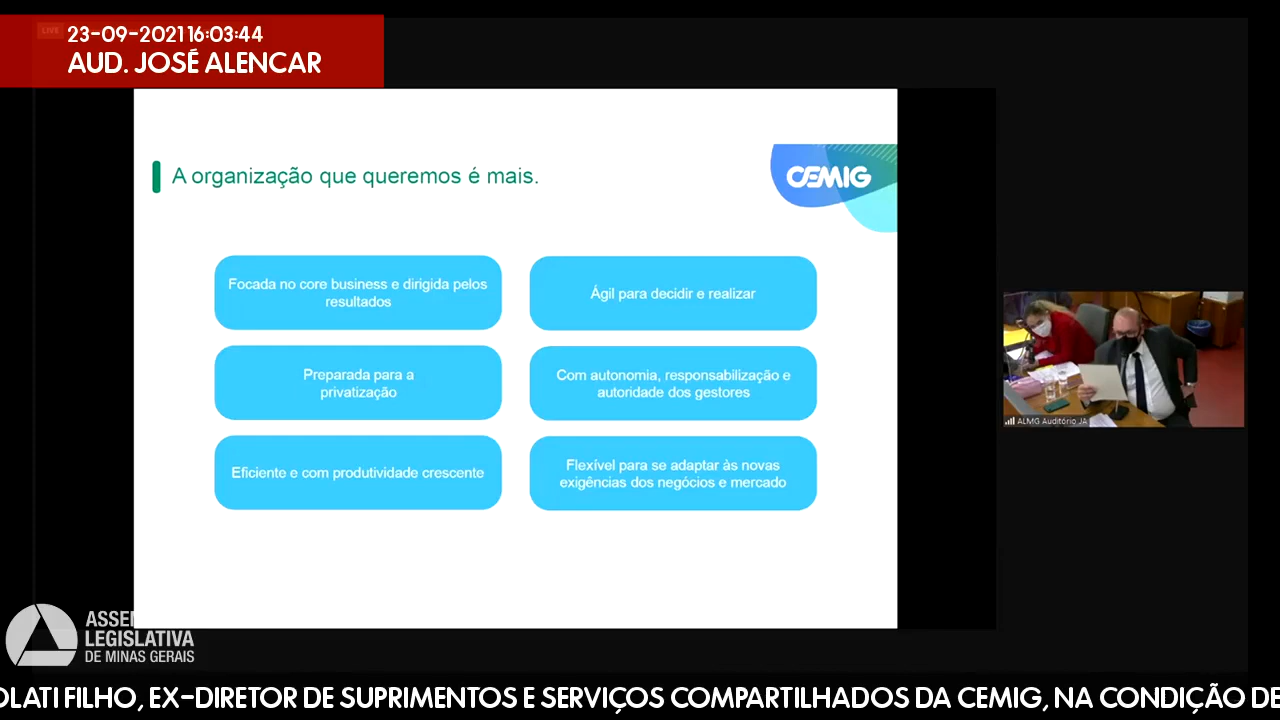 LIVE
23-09-2021 16:03:44
AUD. JOSÉ ALENCAR
A organização que queremos é mais.
CEMIG
Focada no core business e dirigida pelos
resultados
Ágil para decidir e realizar
Preparada para a
privatização
Com autonomia, responsabilização e
autoridade dos gestores
Eficiente e com produtividade crescente
Flexível para se adaptar às novas
exigências dos negócios e mercado
ALMG Auditório JA
ASSE
LEGISLATIVA
DE MINAS GERAIS
OLATI FILHO, EX-DIRETOR DE SUPRIMENTOS E SERVIÇOS COMPARTILHADOS DA CEMIG, NA CONDIÇÃO DE